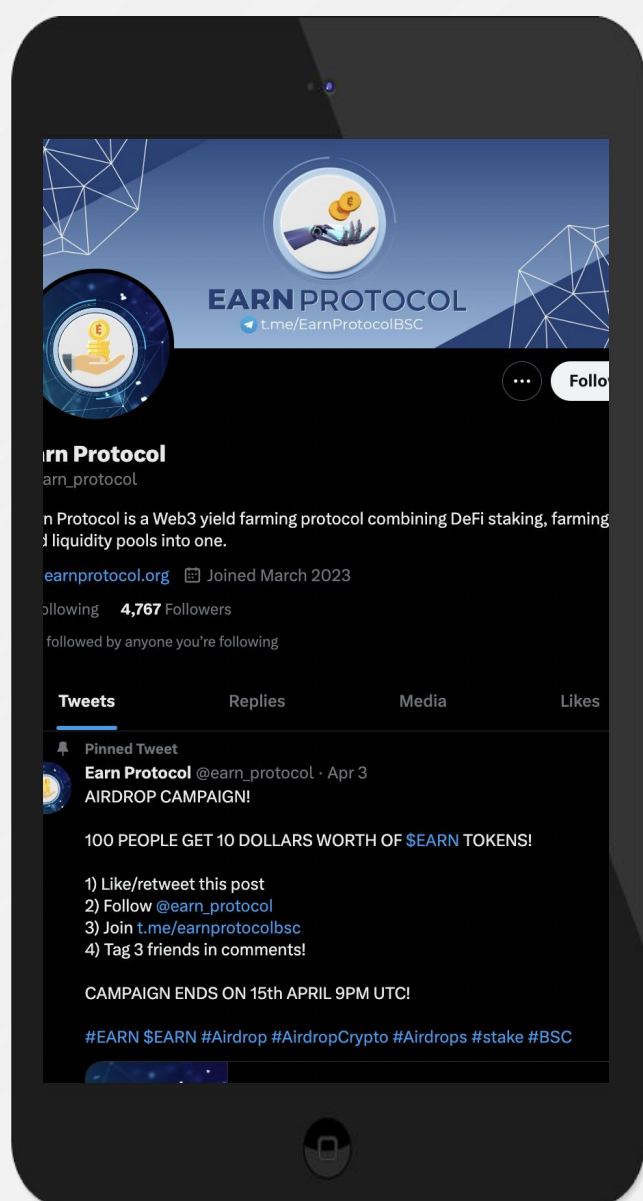 EARN PROTOCOL
t.me/EarnProtocolBSC
Follo
rn Protocol
arn_protocol
n Protocol is a Web3 yield farming protocol combining DeFi staking, farming
d liquidity pools into one.
earnprotocol.org Joined March 2023
ollowing 4,767 Followers
followed by anyone you're following
Tweets Replies Media Likes
Pinned Tweet
Earn Protocol @earn_protocol · Apr 3
AIRDROP CAMPAIGN!
100 PEOPLE GET 10 DOLLARS WORTH OF $EARN TOKENS!
1) Like/retweet this post
2) Follow @earn_protocol
3) Join t.me/earnprotocolbsc
4) Tag 3 friends in comments!
CAMPAIGN ENDS ON 15th APRIL 9PM UTC!
#EARN $EARN #Airdrop #AirdropCrypto #Airdrops #stake #BSC